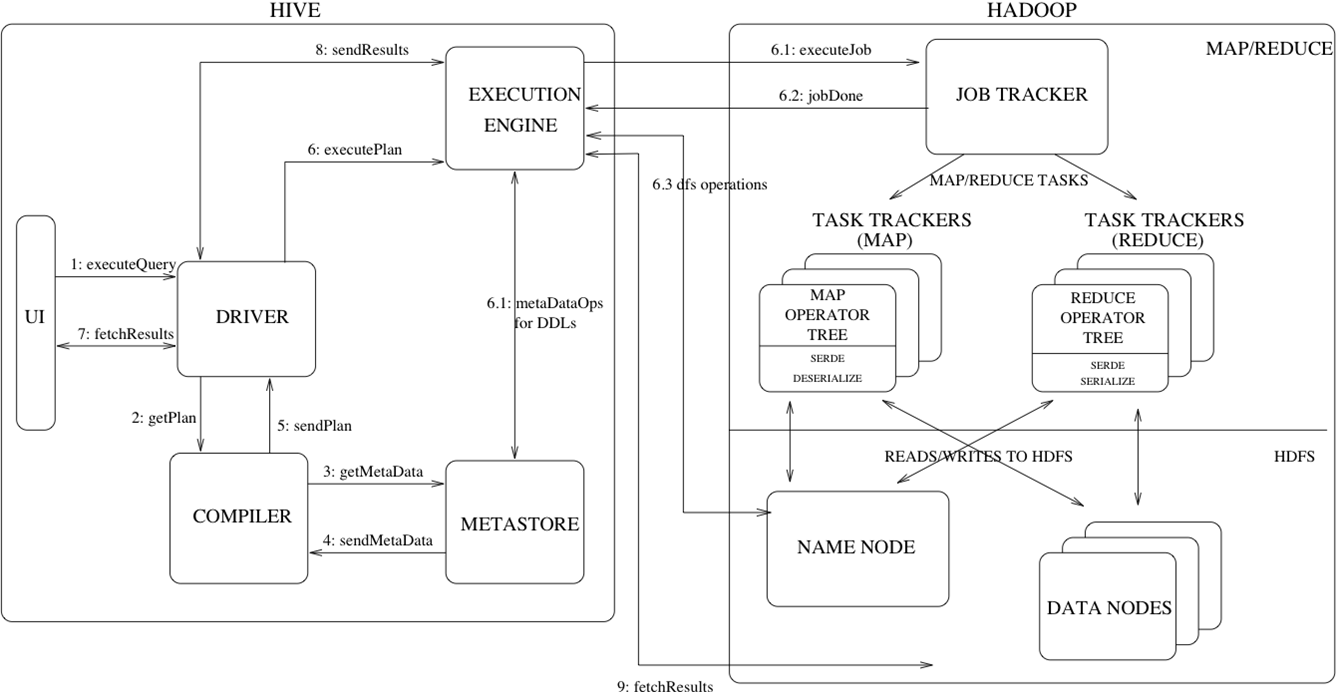 HIVE
HADOOP
MAP/REDUCE
8: sendResults
6.1: executeJob
EXECUTION
ENGINE
JOB TRACKER
6.2: jobDone
6: executePlan
6.3 dfs operations
MAP/REDUCE TASKS
TASK TRACKERS
(MAP)
TASK TRACKERS
(REDUCE)
1: executeQuery
UI
DRIVER
7: fetchResults
6.1: metaDataOps
for DDLs
MAP
OPERATOR
TREE
SERDE
DESERIALIZE
REDUCE
OPERATOR
TREE
SERDE
SERIALIZE
2: getPlan
5: sendPlan
READS/WRITES TO HDFS
HDFS
3: getMetaData
COMPILER
METASTORE
4: sendMetaData
NAME NODE
DATA NODES
9: fetchResults